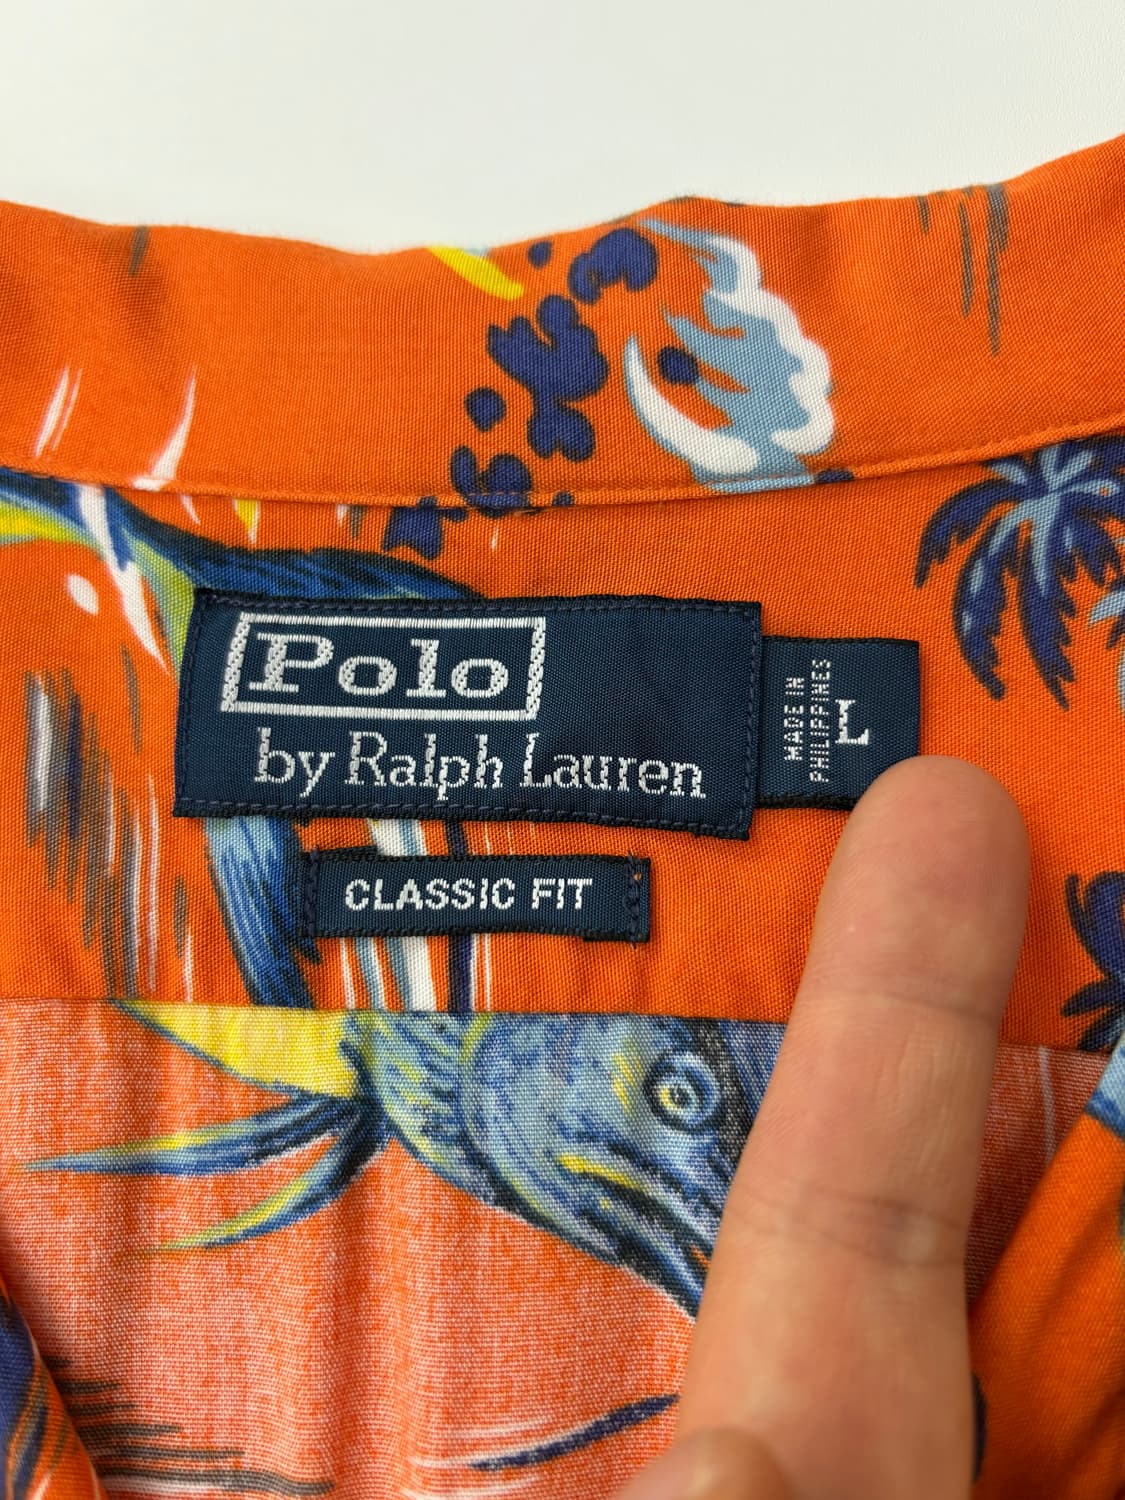 Polo
by Ralph Lauren
MADE IN
PHILIPPINES
L
CLASSIC FIT